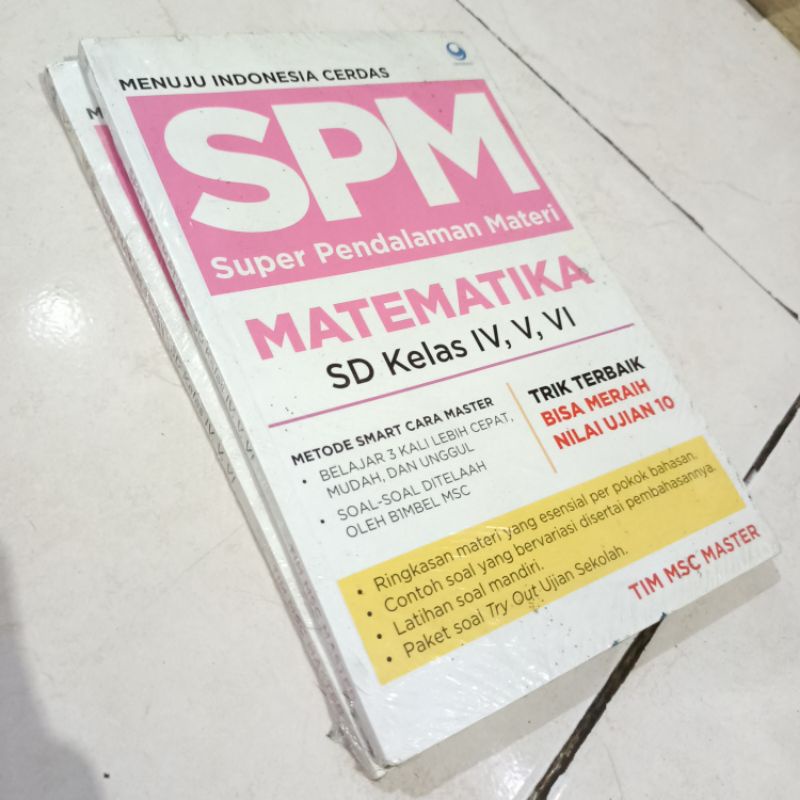 MENUJU INDONESIA CERDAS
SPM
Super Pendalaman Materi
MATEMATIKA
SD Kelas IV, V, VI
METODE SMART CARA MASTER
• BELAJAR 3 KALI LEBIH CEPAT,
MUDAH, DAN UNGGUL
• SOAL-SOAL DITELAAH
OLEH BIMBEL MSC
TRIK TERBAIK
BISA MERAIH
NILAI UJIAN 10
• Ringkasan materi yang esensial per pokok bahasan.
• Contoh soal yang bervariasi disertai pembahasannya.
• Latihan soal mandiri.
• Paket soal Try Out Ujian Sekolah.
TIM MSC MASTER